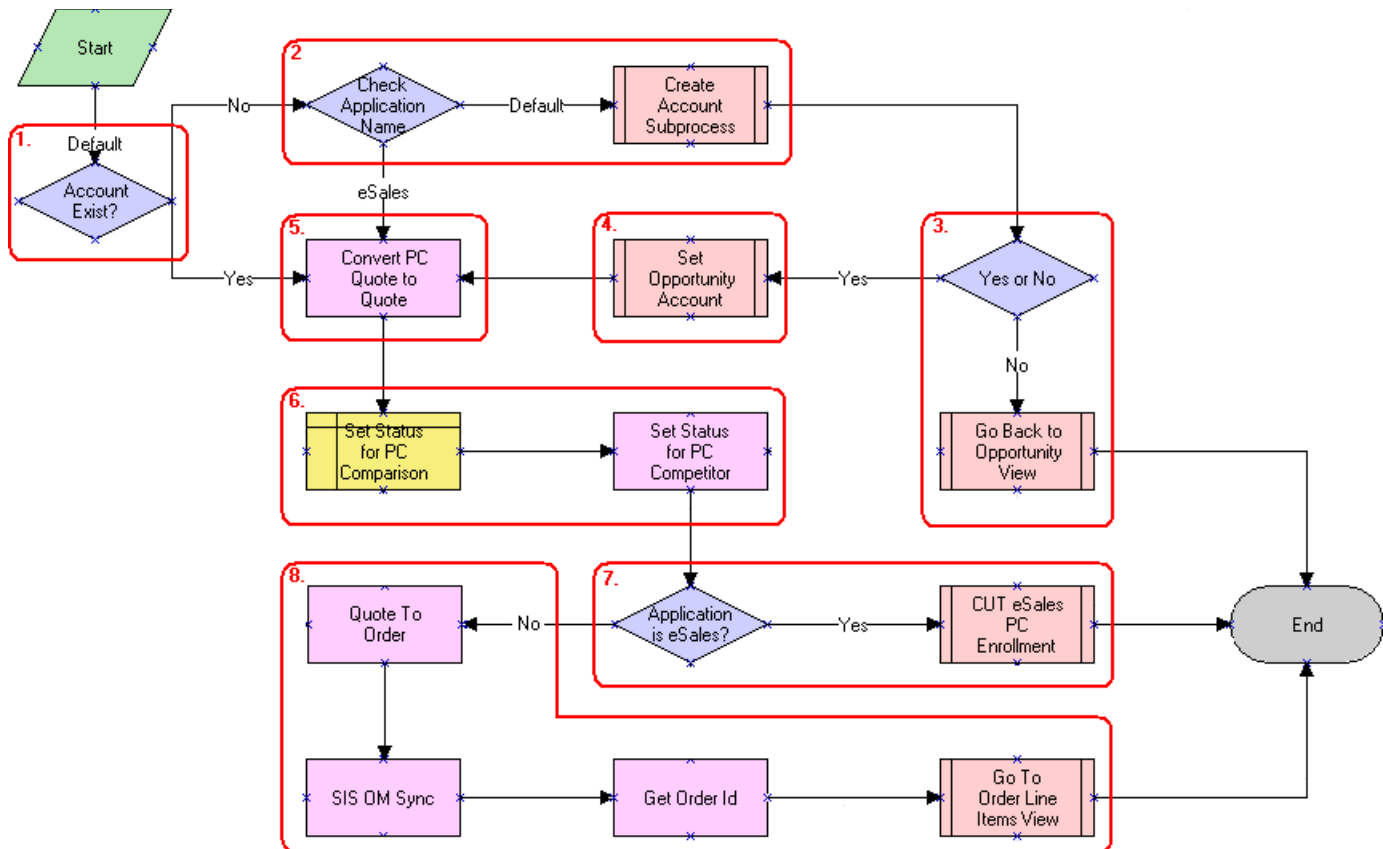 Start
2
Check
Application
Name
Default
Create
Account
Subprocess
No
1.
Default
Account
Exist?
eSales
Yes
5.
Convert PC
Quote to
Quote
4.
Set
Opportunity
Account
Yes
3.
Yes or No
No
Go Back to
Opportunity
View
6.
Set Status
for PC
Comparison
Set Status
for PC
Competitor
8.
Quote To
Order
No
7.
Application
is eSales?
Yes
CUT eSales
PC
Enrollment
End
SIS OM Sync
Get Order Id
Go To
Order Line
Items View